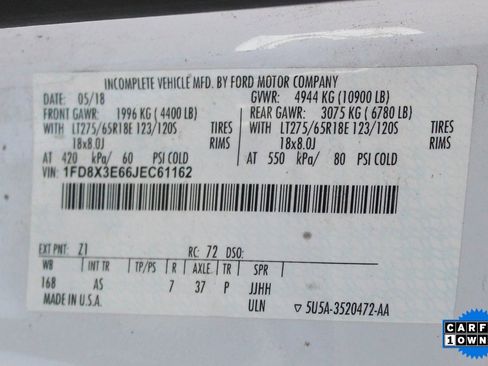 INCOMPLETE VEHICLE MFD. BY FORD MOTOR COMPANY
DATE: 05/18 GVWR: 4944 KG (10900 LB)
FRONT GAWR: 1996 KG (4400 LB) REAR GAWR: 3075 KG (6780 LB)
WITH LT275/65R18E 123/120S TIRES WITH LT275/65R18E 123/120S TIRES
18x8.0J RIMS 18x8.0J RIMS
AT 420 kPa/ 60 PSI COLD AT 550 kPa/ 80 PSI COLD
VIN: 1FD8X3E66JEC61162
EXT PNT: Z1 RC: 72 DSO:
WB INT TR TP/PS R AXLE TR SPR
168 AS 7 37 P JJHH
MADE IN U.S.A. ULN ▽ 5U5A-3520472-AA
CARFAX
1 OWNER